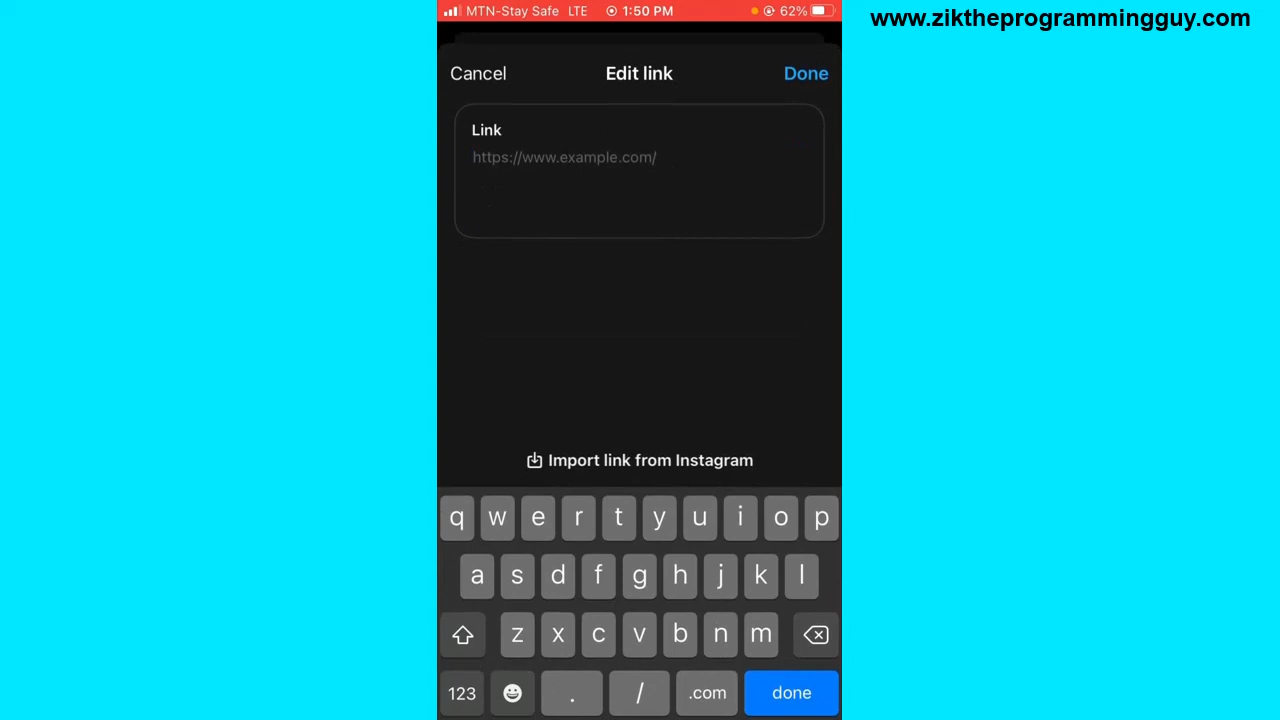 www.ziktheprogrammingguy.com
MTN-Stay Safe LTE 1:50 PM 62%
Cancel Edit link Done
Link
https://www.example.com/
Import link from Instagram
q w e r t y u i o p
a s d f g h j k l
z x c v b n m
123 . / .com done